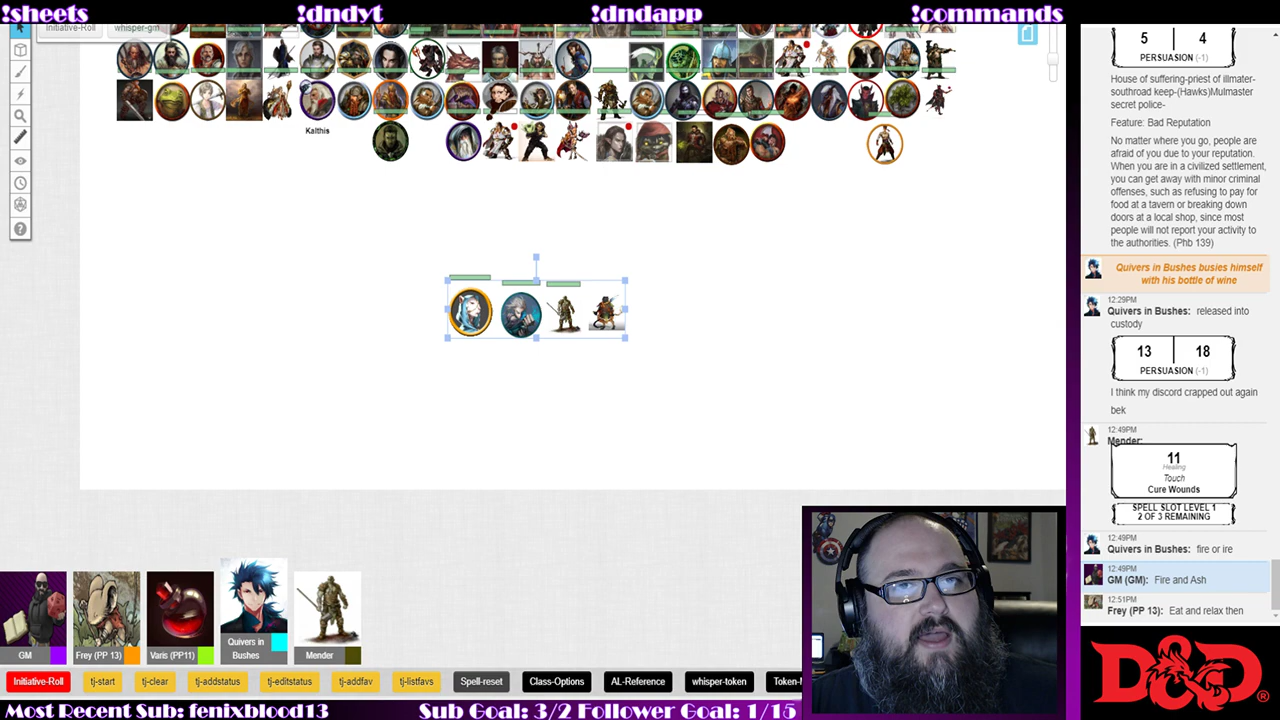 !sheets !dndyt !dndapp !commands
Initiative-Roll whisper-gm
Kalthis
5 4
PERSUASION (-1)
House of suffering-priest of illmater-
southroad keep-(Hawks)Mulmaster
secret police-
Feature: Bad Reputation
No matter where you go, people are
afraid of you due to your reputation.
When you are in a civilized settlement,
you can get away with minor criminal
offenses, such as refusing to pay for
food at a tavern or breaking down
doors at a local shop, since most
people will not report your activity to
the authorities. (Phb 139)
Quivers in Bushes busies himself
with his bottle of wine
12:29PM
Quivers in Bushes: released into
custody
13 18
PERSUASION (-1)
I think my discord crapped out again
bek
12:49PM
Mender:
11
Healing
Touch
Cure Wounds
SPELL SLOT LEVEL 1
2 OF 3 REMAINING
12:49PM
Quivers in Bushes: fire or ire
12:49PM
GM (GM): Fire and Ash
12:51PM
Frey (PP 13): Eat and relax then
GM
Frey (PP 13)
Varis (PP11)
Quivers in
Bushes
Mender
Initiative-Roll tj-start tj-clear tj-addstatus tj-editstatus tj-addfav tj-listfavs Spell-reset Class-Options AL-Reference whisper-token Token-M
D&D®
Most Recent Sub: fenixblood13 Sub Goal: 3/2 Follower Goal: 1/15